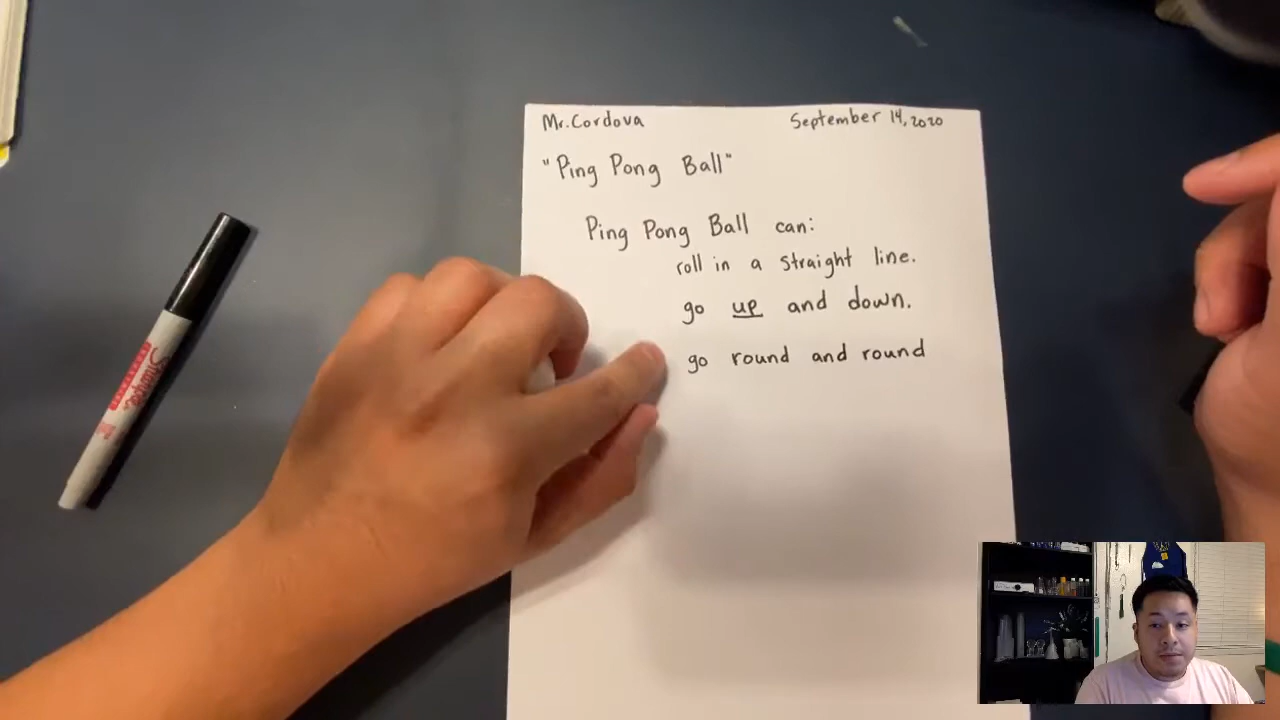 Mr. Cordova
September 14, 2020
"Ping Pong Ball"
Ping Pong Ball can:
roll in a straight line.
go up and down.
go round and round
Sharpie